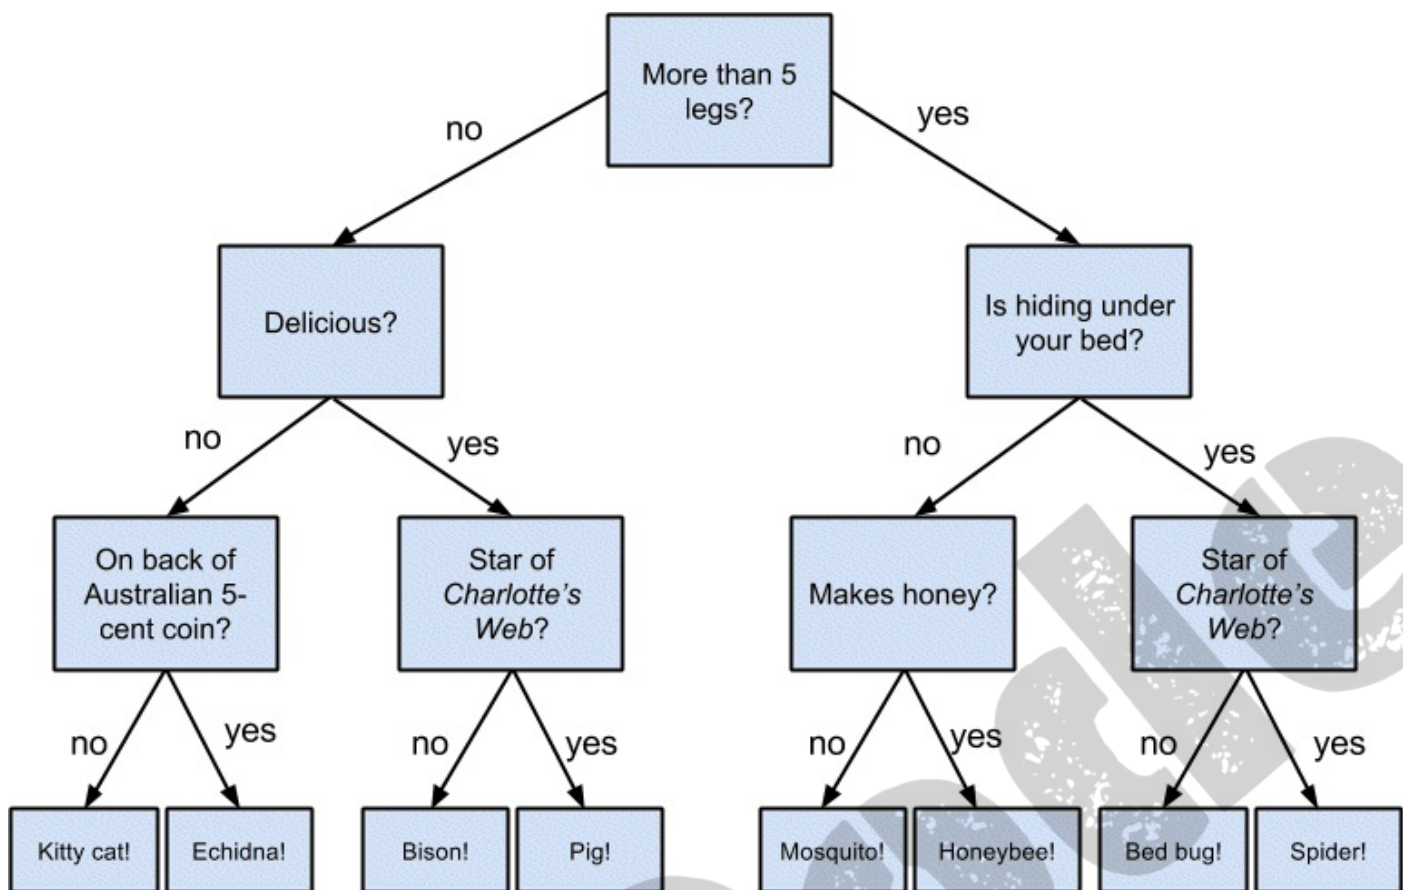 More than 5
legs?
no
yes
Delicious?
Is hiding under
your bed?
no
yes
no
yes
On back of
Australian 5-
cent coin?
Star of
Charlotte's
Web?
Makes honey?
Star of
Charlotte's
Web?
no
yes
no
yes
no
yes
no
yes
Kitty cat!
Echidna!
Bison!
Pig!
Mosquito!
Honeybee!
Bed bug!
Spider!